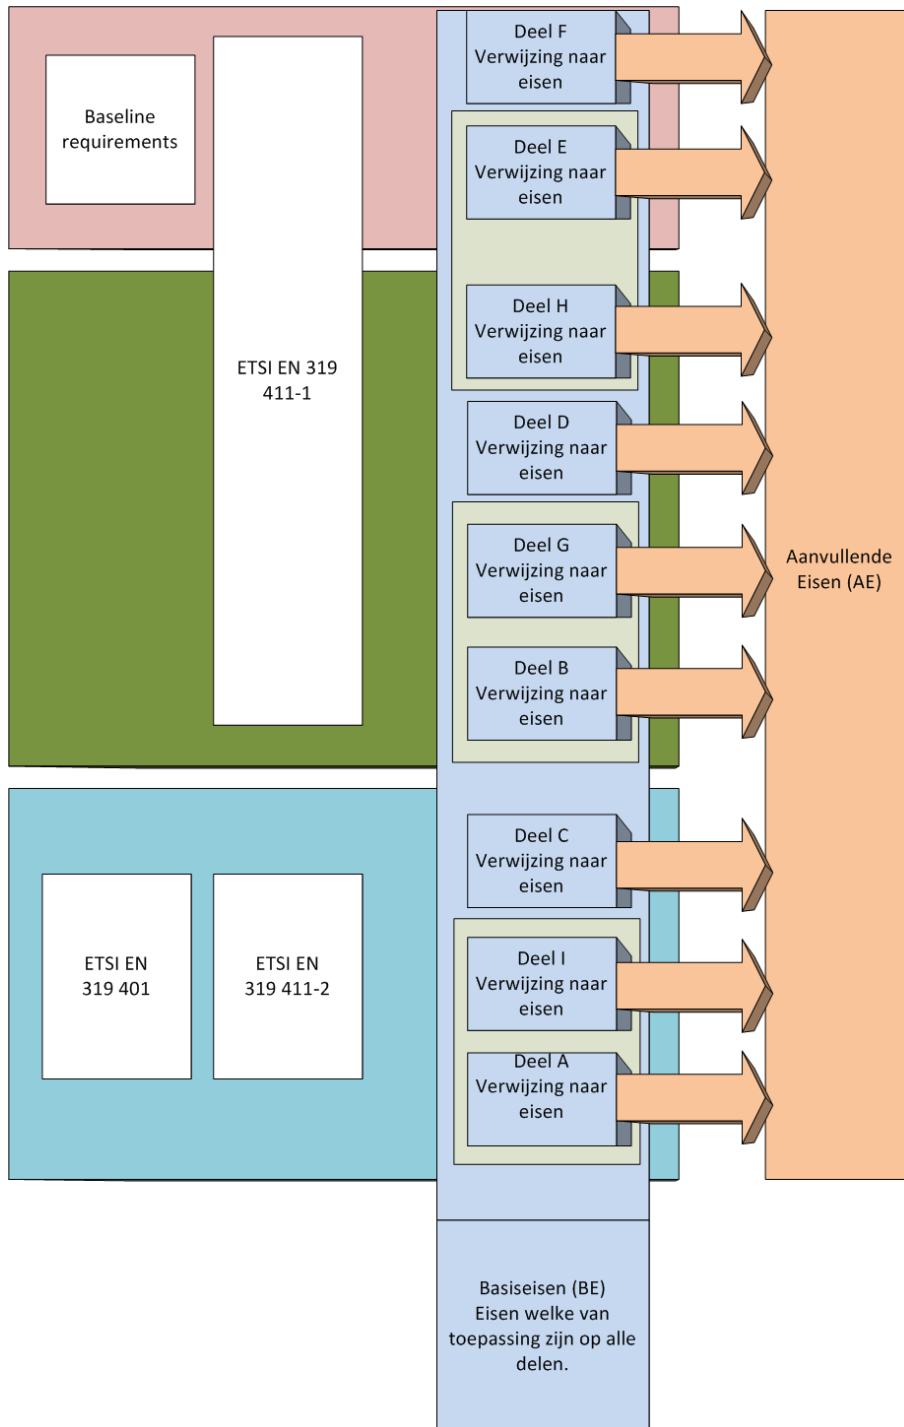 Baseline
requirements
ETSI EN 319
411-1
Deel F
Verwijzing naar
eisen
Deel E
Verwijzing naar
eisen
Deel H
Verwijzing naar
eisen
Deel D
Verwijzing naar
eisen
Deel G
Verwijzing naar
eisen
Deel B
Verwijzing naar
eisen
Deel C
Verwijzing naar
eisen
ETSI EN
319 401
ETSI EN
319 411-2
Deel I
Verwijzing naar
eisen
Deel A
Verwijzing naar
eisen
Aanvullende
Eisen (AE)
Basiseisen (BE)
Eisen welke van
toepassing zijn op alle
delen.